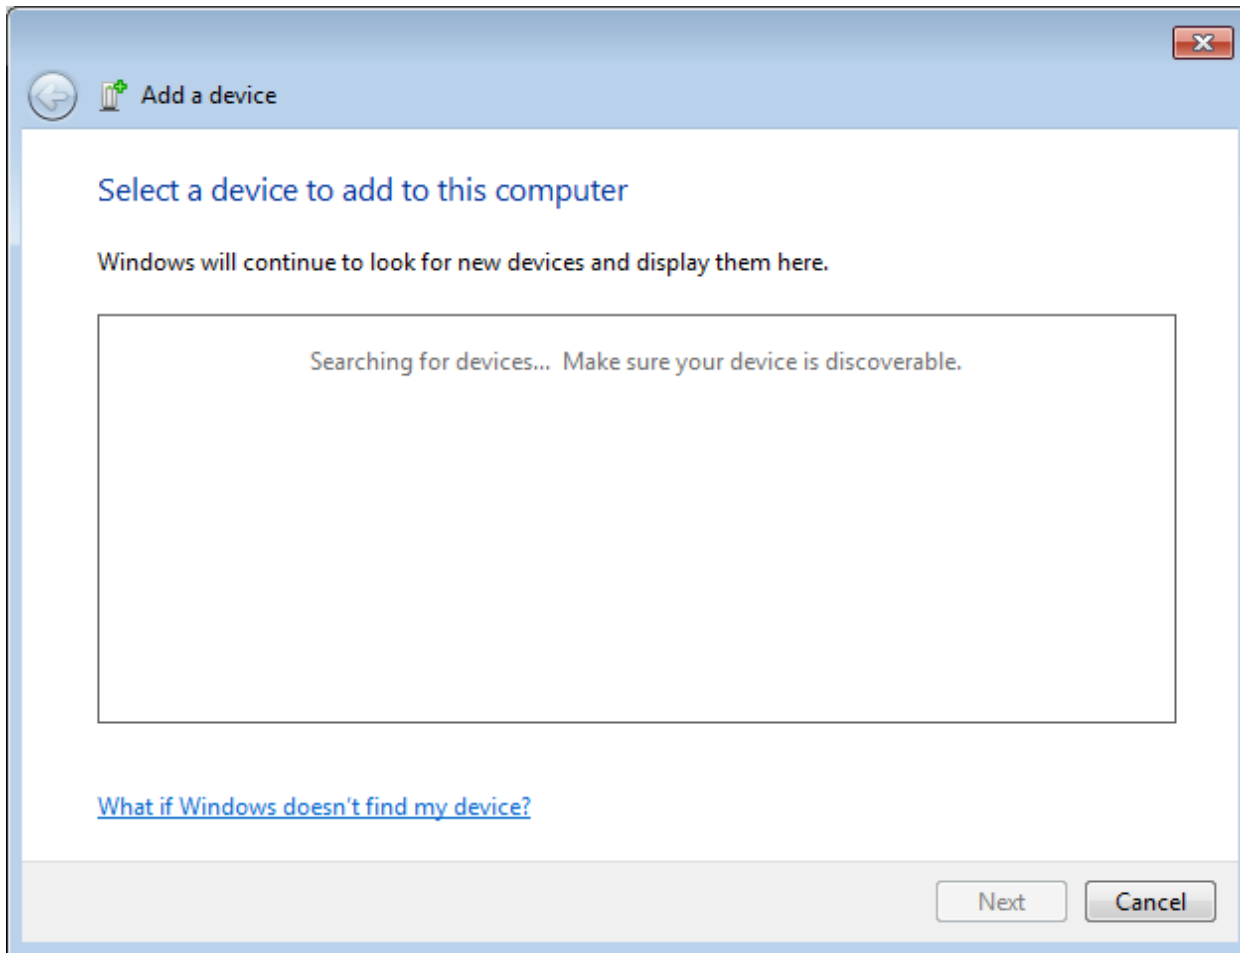 Add a device
Select a device to add to this computer
Windows will continue to look for new devices and display them here.
Searching for devices...  Make sure your device is discoverable.
What if Windows doesn't find my device?
Next
Cancel